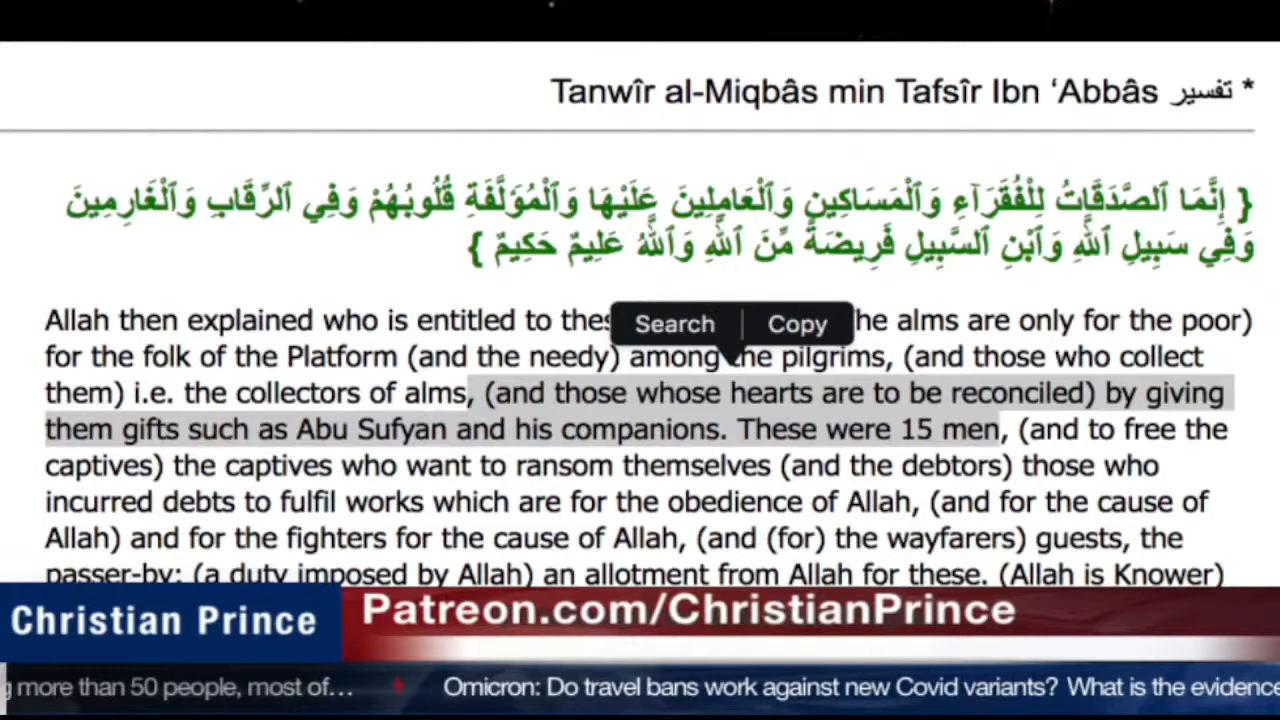 * تفسير Tanwîr al-Miqbâs min Tafsîr Ibn ‘Abbâs
{ إِنَّمَا ٱلصَّدَقَاتُ لِلْفُقَرَآءِ وَٱلْمَسَاكِينِ وَٱلْعَامِلِينَ عَلَيْهَا وَٱلْمُؤَلَّفَةِ قُلُوبُهُمْ وَفِي ٱلرِّقَابِ وَٱلْغَارِمِينَ
وَفِي سَبِيلِ ٱللَّهِ وَٱبْنِ ٱلسَّبِيلِ فَرِيضَةً مِّنَ ٱللَّهِ وَٱللَّهُ عَلِيمٌ حَكِيمٌ }
Allah then explained who is entitled to thes he alms are only for the poor)
Search Copy
for the folk of the Platform (and the needy) among the pilgrims, (and those who collect
them) i.e. the collectors of alms, (and those whose hearts are to be reconciled) by giving
them gifts such as Abu Sufyan and his companions. These were 15 men, (and to free the
captives) the captives who want to ransom themselves (and the debtors) those who
incurred debts to fulfil works which are for the obedience of Allah, (and for the cause of
Allah) and for the fighters for the cause of Allah, (and (for) the wayfarers) guests, the
passer-by: (a duty imposed by Allah) an allotment from Allah for these. (Allah is Knower)
Christian Prince
Patreon.com/ChristianPrince
g more than 50 people, most of... Omicron: Do travel bans work against new Covid variants? What is the evidence